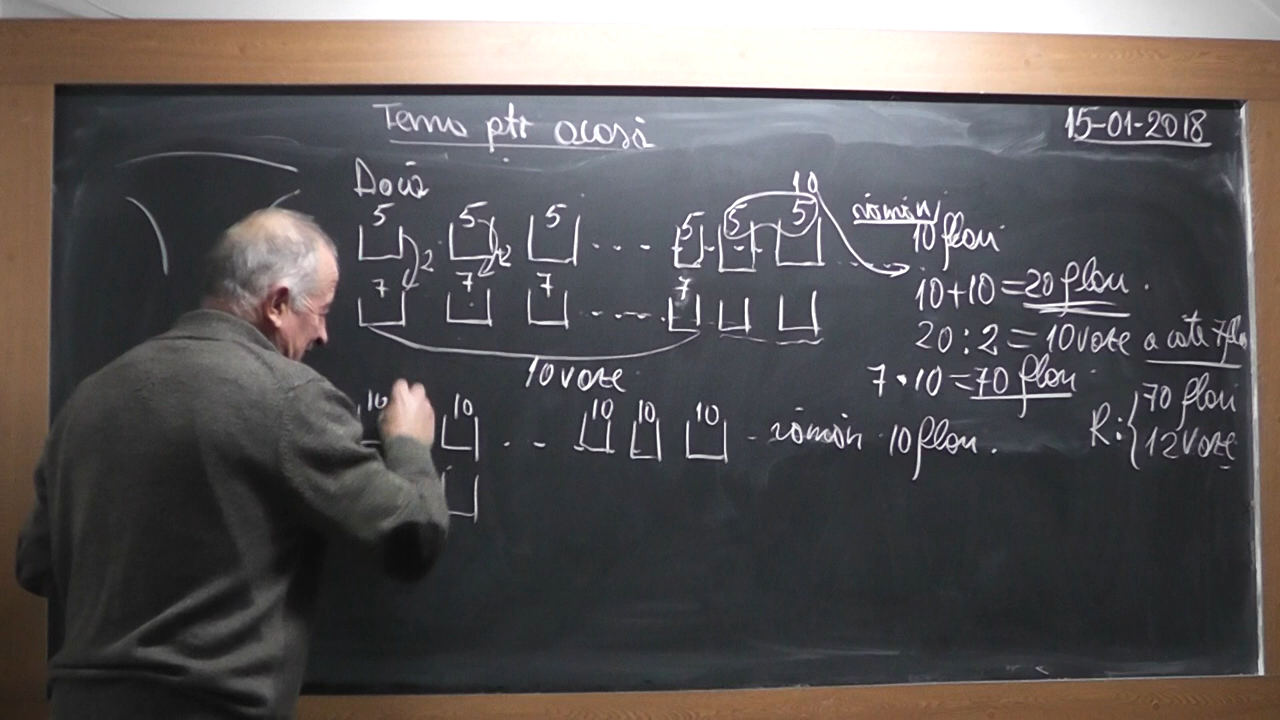 Temă ptr acasă
15-01-2018
Dacă
10
5 5 5 . . . . 5 5 5 rămân 10 flori
2 2
7 7 7 . . . . . 7
10+10=20 flori.
20:2=10 vaze a câte 7 flori
10 vaze
7·10=70 flori
R: { 70 flori
12 vaze
10 10 . - 10 10 10 - rămân 10 flori.